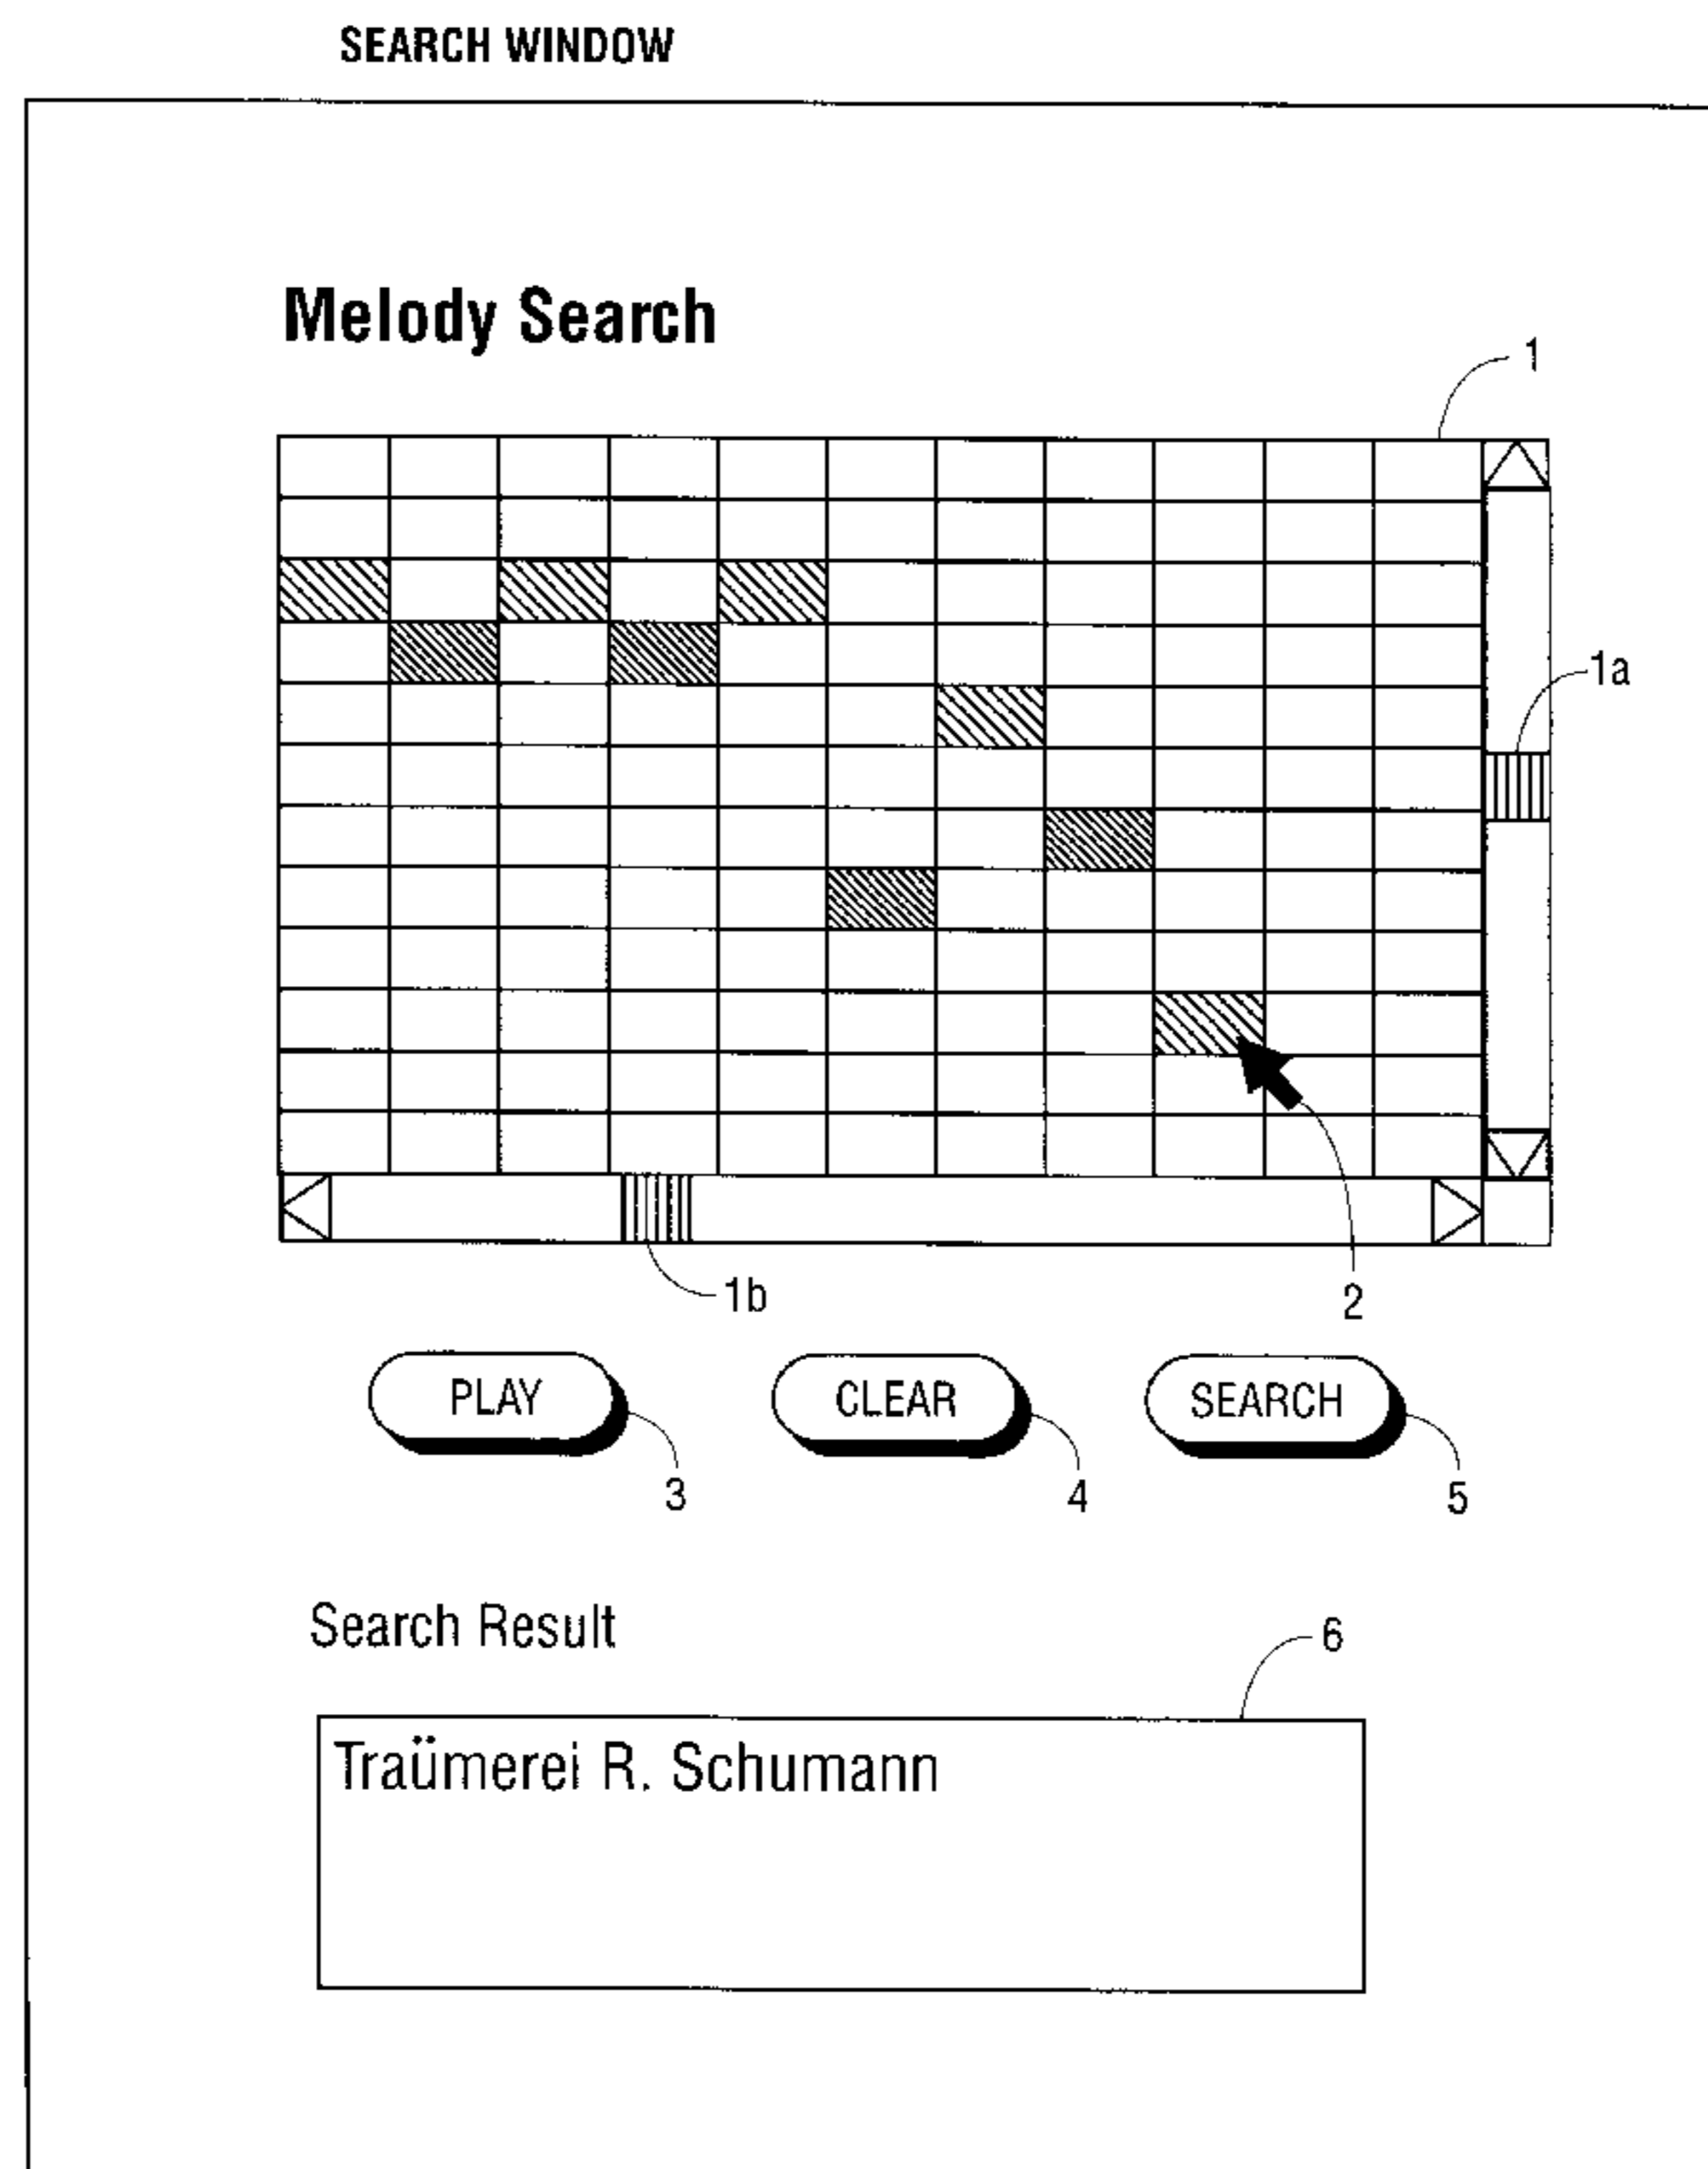 SEARCH WINDOW
Melody Search
1
1a
1b
2
PLAY
CLEAR
SEARCH
3
4
5
Search Result
6
Traümerei R. Schumann